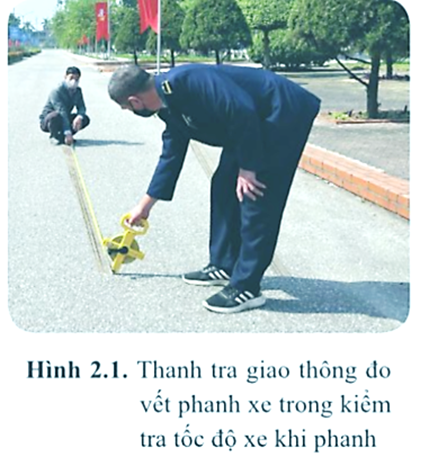 Hình 2.1. Thanh tra giao thông đo
vết phanh xe trong kiểm
tra tốc độ xe khi phanh